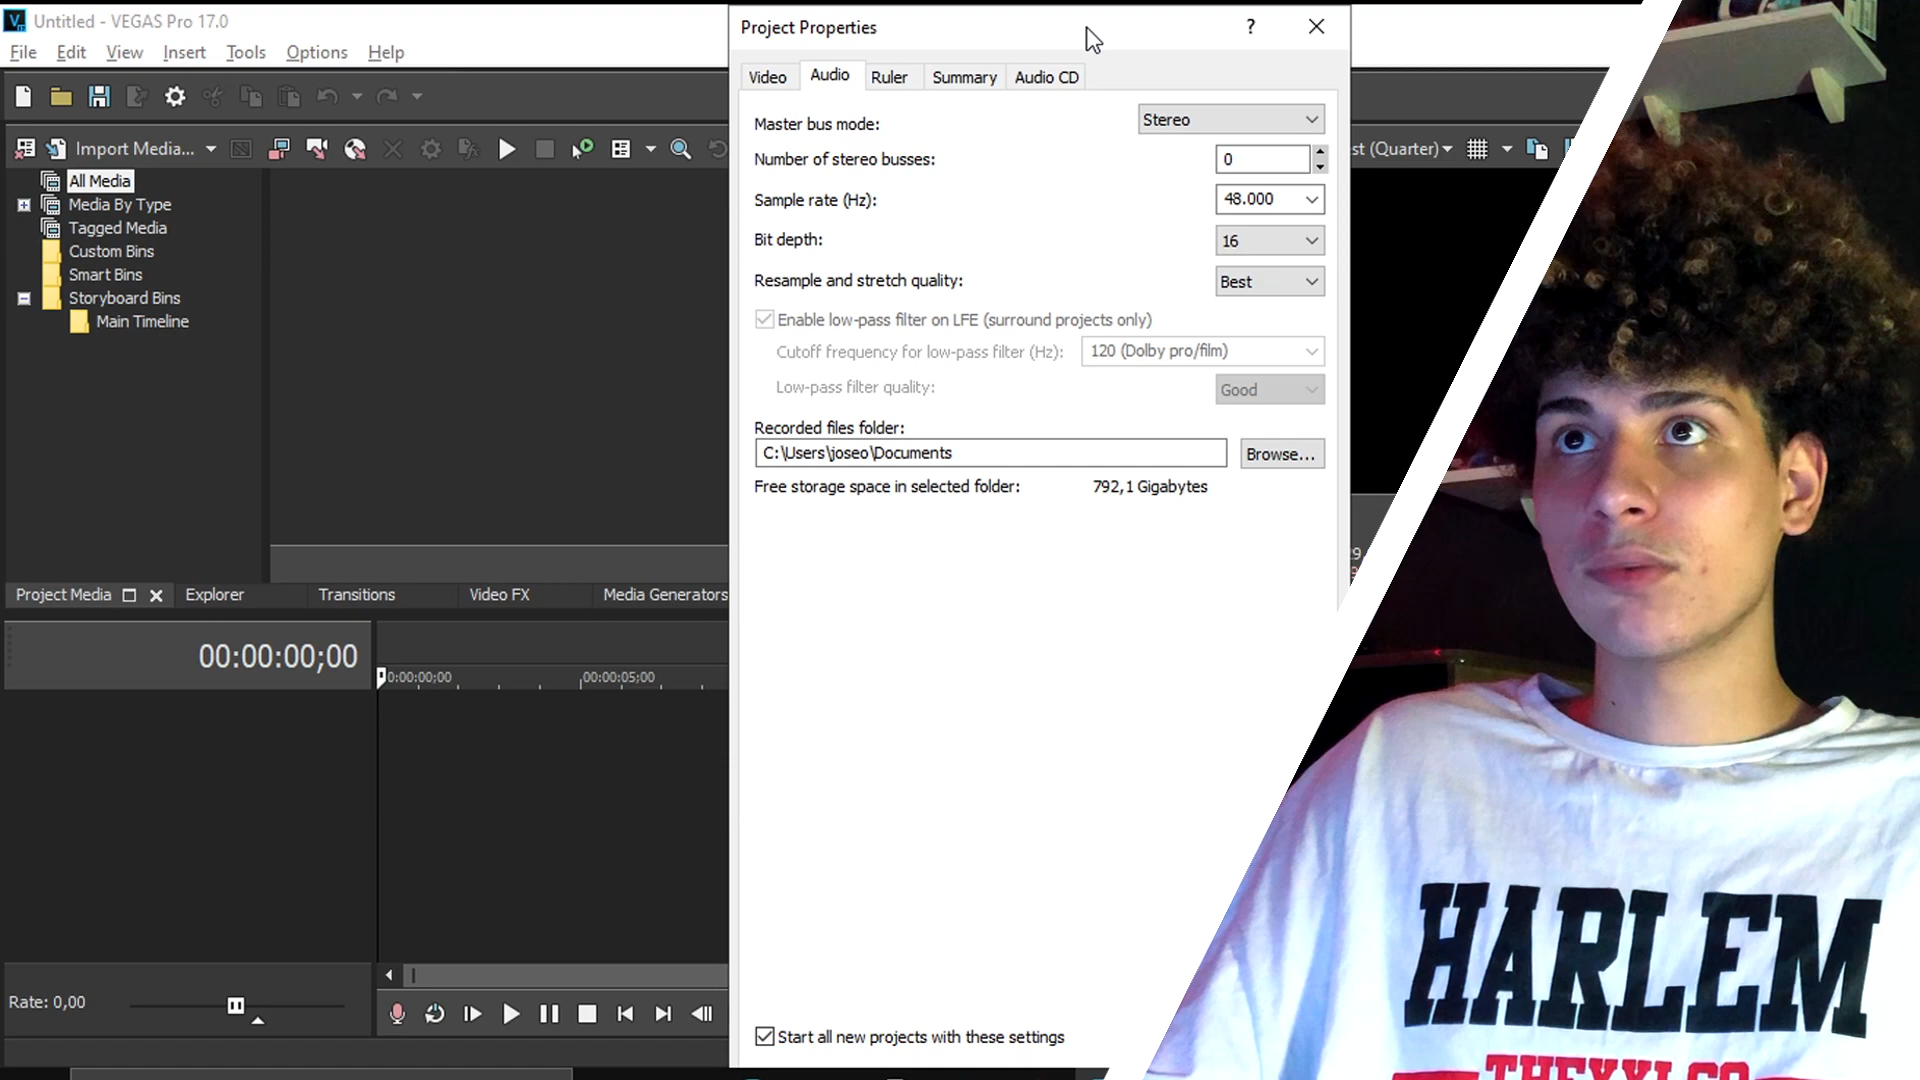 Untitled - VEGAS Pro 17.0
File Edit View Insert Tools Options Help
Import Media...
All Media
Media By Type
Tagged Media
Custom Bins
Smart Bins
Storyboard Bins
Main Timeline
Project Media Explorer Transitions Video FX Media Generators
00:00:00;00
0:00:00;00 00:00:05;00
Rate: 0,00
Project Properties ?
Video Audio Ruler Summary Audio CD
Master bus mode: Stereo
Number of stereo busses: 0
Sample rate (Hz): 48.000
Bit depth: 16
Resample and stretch quality: Best
Enable low-pass filter on LFE (surround projects only)
Cutoff frequency for low-pass filter (Hz): 120 (Dolby pro/film)
Low-pass filter quality: Good
Recorded files folder:
C:\Users\joseo\Documents Browse...
Free storage space in selected folder: 792,1 Gigabytes
Start all new projects with these settings
st (Quarter)
HARLEM